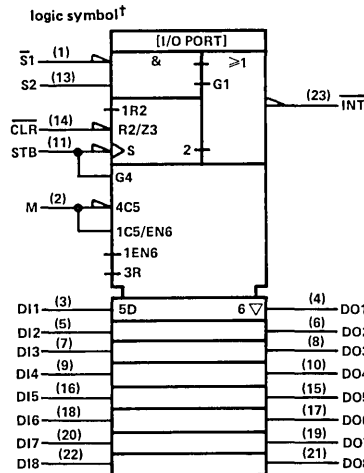 logic symbol†
[I/O PORT]
S1 (1) & ≥1
S2 (13) G1
(23) INT
1R2
CLR (14) R2/Z3
STB (11) S 2
G4
M (2) 4C5
1C5/EN6
1EN6
3R
DI1 (3) 5D 6 ▽ (4) DO1
DI2 (5) (6) DO2
DI3 (7) (8) DO3
DI4 (9) (10) DO4
DI5 (16) (15) DO5
DI6 (18) (17) DO6
DI7 (20) (19) DO7
DI8 (22) (21) DO8